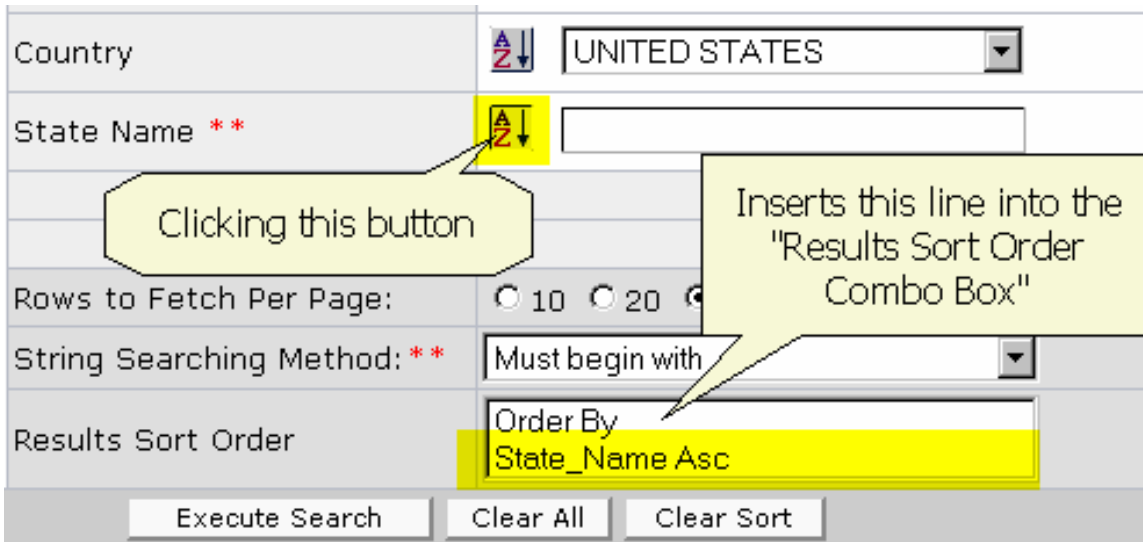 Country
A
Z
UNITED STATES
State Name **
A
Z
Clicking this button
Inserts this line into the
"Results Sort Order
Combo Box"
Rows to Fetch Per Page:
10
20
String Searching Method: **
Must begin with
Results Sort Order
Order By
State_Name Asc
Execute Search
Clear All
Clear Sort